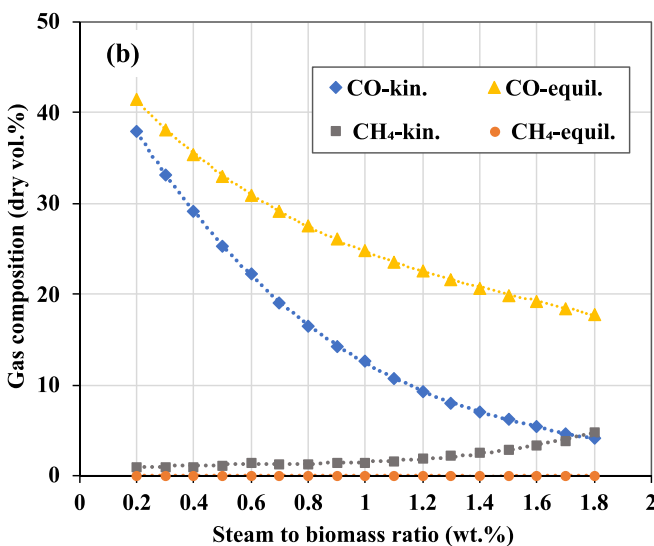 50
(b)
CO-kin.
CO-equil.
CH₄-kin.
CH₄-equil.
40
30
20
10
0
Gas composition (dry vol.%)
0 0.2 0.4 0.6 0.8 1 1.2 1.4 1.6 1.8 2
Steam to biomass ratio (wt.%)